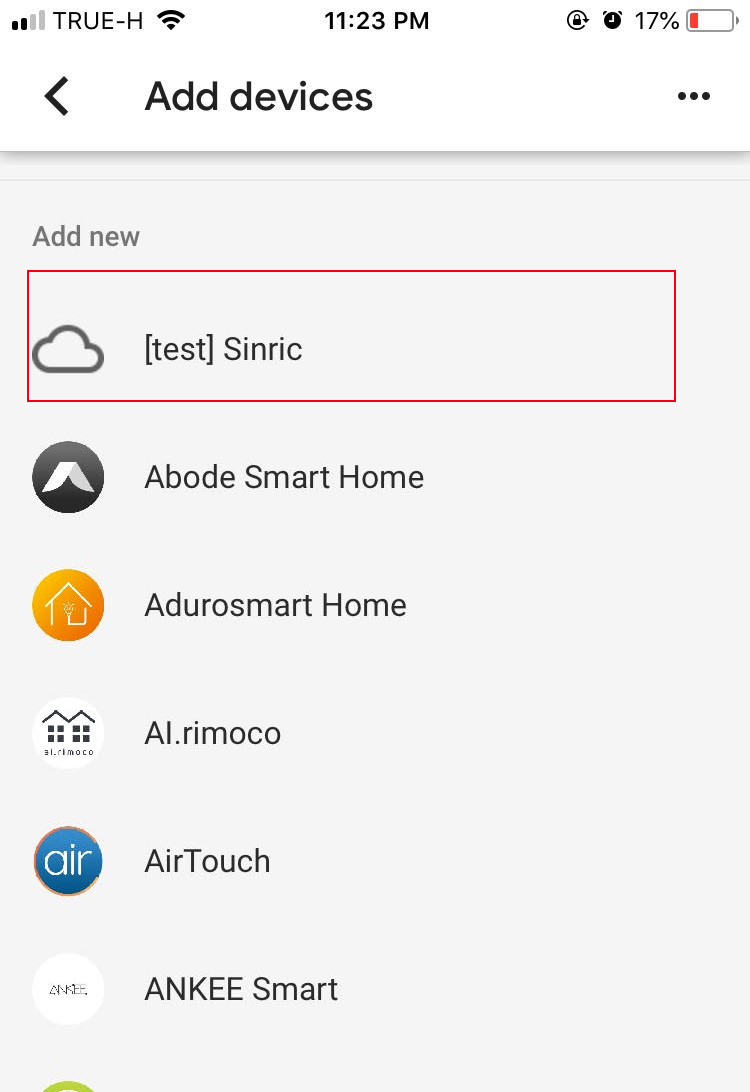 TRUE-H 11:23 PM 17%
Add devices
Add new
[test] Sinric
Abode Smart Home
Adurosmart Home
AI.rimoco
ai.rimoco
AirTouch
air
ANKEE Smart
ANKEE